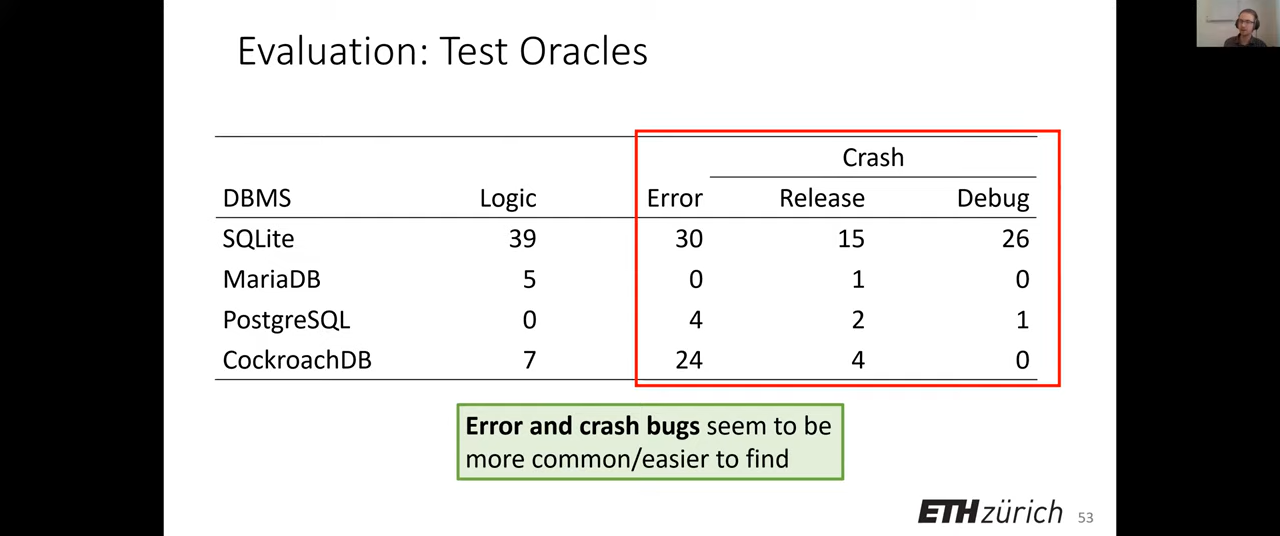 Evaluation: Test Oracles
Crash
DBMS Logic Error Release Debug
SQLite 39 30 15 26
MariaDB 5 0 1 0
PostgreSQL 0 4 2 1
CockroachDB 7 24 4 0
Error and crash bugs seem to be
more common/easier to find
ETH zürich 53